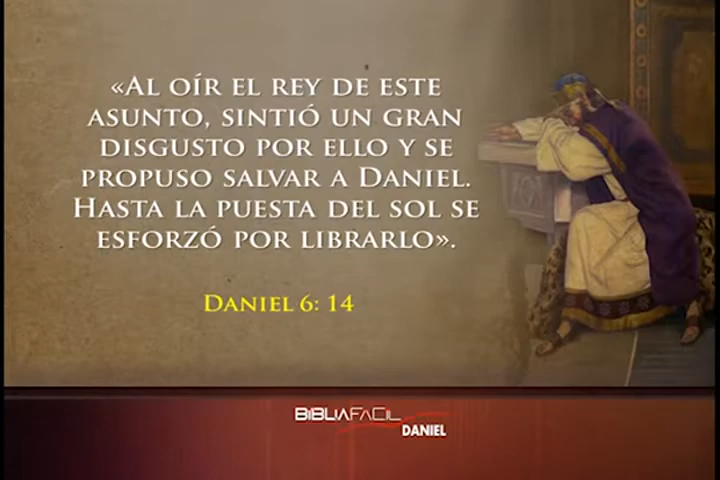 «Al oír el rey de este
asunto, sintió un gran
disgusto por ello y se
propuso salvar a Daniel.
Hasta la puesta del sol se
esforzó por librarlo».
Daniel 6: 14
BIBLIAFACIL
DANIEL